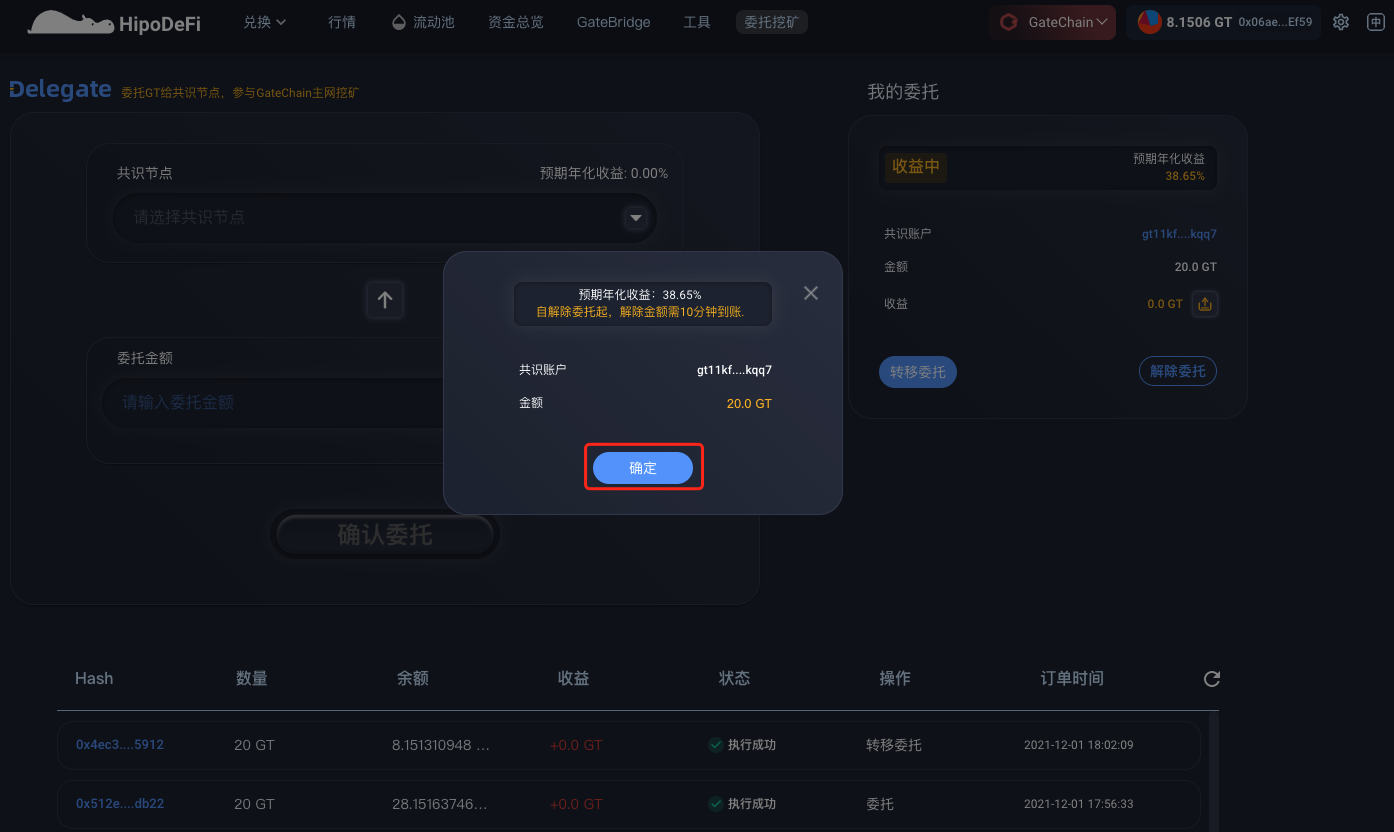 HipoDeFi 兑换 行情 流动池 资金总览 GateBridge 工具 委托挖矿 GateChain 8.1506 GT 0x06ae...Ef59 中
Delegate 委托GT给共识节点，参与GateChain主网挖矿
我的委托
共识节点 预期年化收益: 0.00%
请选择共识节点
委托金额
请输入委托金额
确认委托
收益中 预期年化收益
38.65%
共识账户 gt11kf....kqq7
金额 20.0 GT
收益 0.0 GT
转移委托 解除委托
预期年化收益：38.65%
自解除委托起，解除金额需10分钟到账.
共识账户 gt11kf....kqq7
金额 20.0 GT
确定
Hash 数量 余额 收益 状态 操作 订单时间
0x4ec3....5912 20 GT 8.151310948 ... +0.0 GT 执行成功 转移委托 2021-12-01 18:02:09
0x512e....db22 20 GT 28.15163746... +0.0 GT 执行成功 委托 2021-12-01 17:56:33